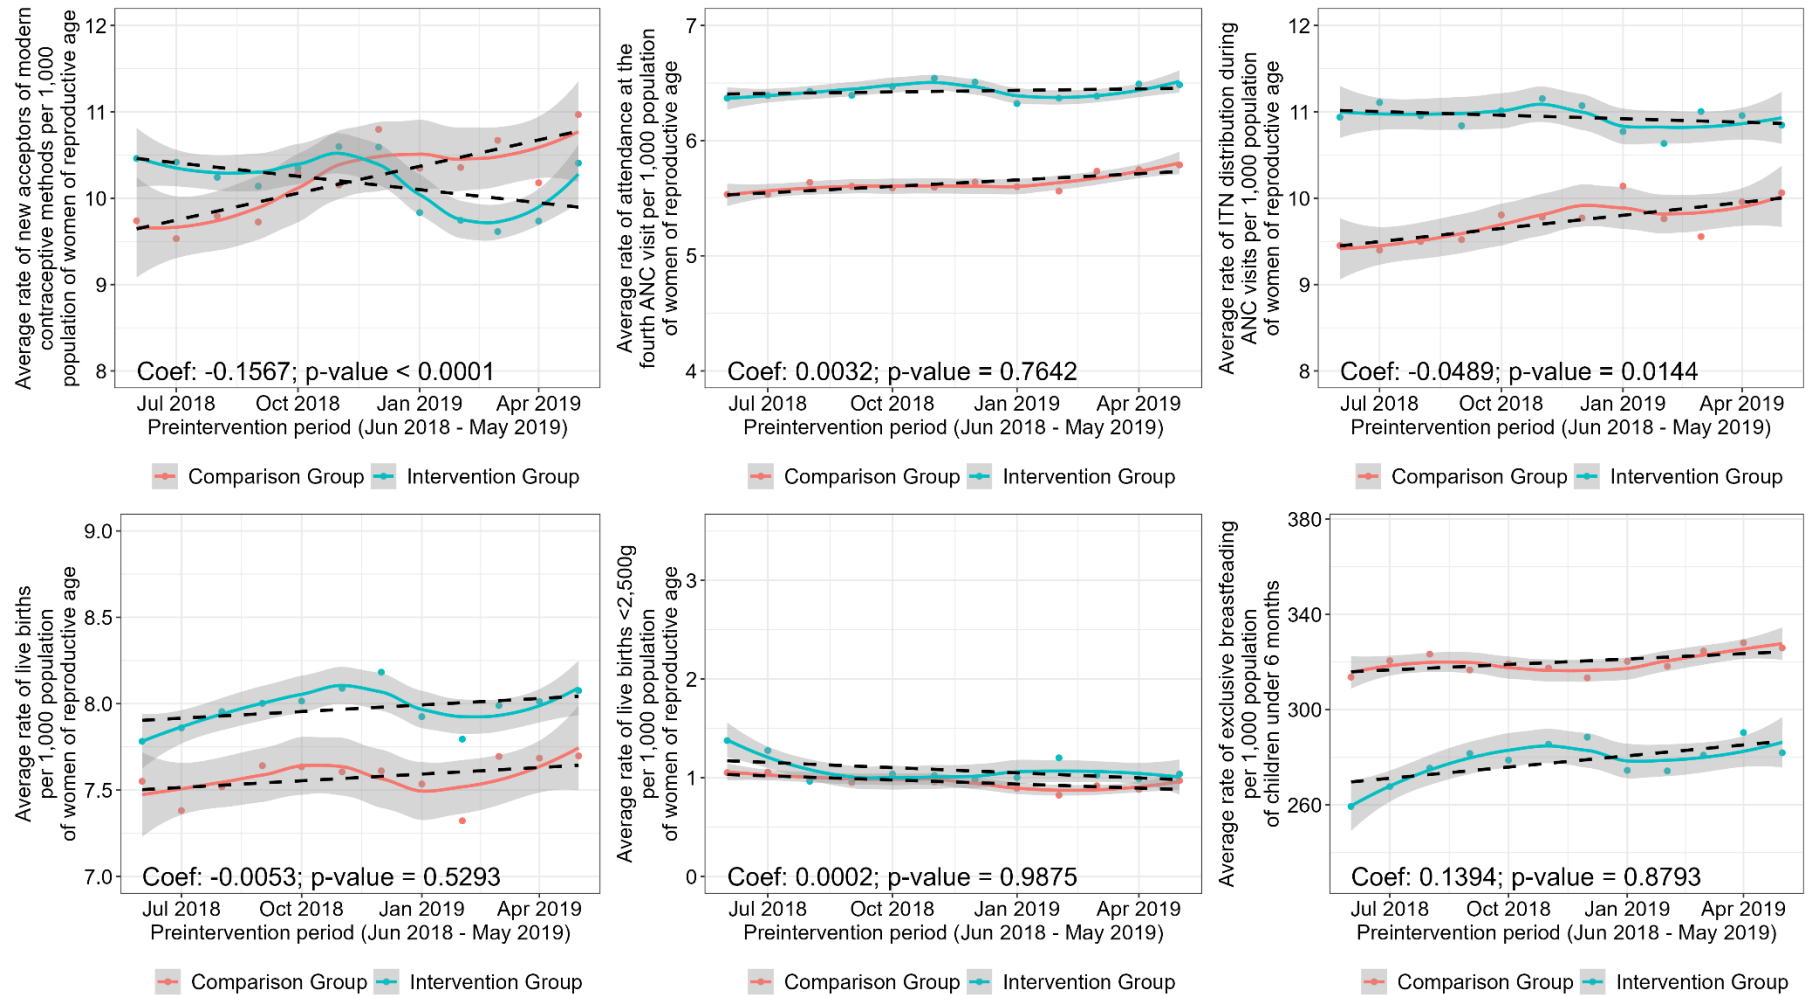 Average rate of new acceptors of modern
contraceptive methods per 1,000
population of women of reproductive age
12
11
10
9
8
Coef: -0.1567; p-value < 0.0001
Jul 2018 Oct 2018 Jan 2019 Apr 2019
Preintervention period (Jun 2018 - May 2019)
Comparison Group Intervention Group
Average rate of attendance at the
fourth ANC visit per 1,000 population
of women of reproductive age
7
6
5
4
Coef: 0.0032; p-value = 0.7642
Jul 2018 Oct 2018 Jan 2019 Apr 2019
Preintervention period (Jun 2018 - May 2019)
Comparison Group Intervention Group
Average rate of ITN distribution during
ANC visits per 1,000 population
of women of reproductive age
12
11
10
9
8
Coef: -0.0489; p-value = 0.0144
Jul 2018 Oct 2018 Jan 2019 Apr 2019
Preintervention period (Jun 2018 - May 2019)
Comparison Group Intervention Group
Average rate of live births
per 1,000 population
of women of reproductive age
9.0
8.5
8.0
7.5
7.0
Coef: -0.0053; p-value = 0.5293
Jul 2018 Oct 2018 Jan 2019 Apr 2019
Preintervention period (Jun 2018 - May 2019)
Comparison Group Intervention Group
Average rate of live births <2,500g
per 1,000 population
of women of reproductive age
3
2
1
0
Coef: 0.0002; p-value = 0.9875
Jul 2018 Oct 2018 Jan 2019 Apr 2019
Preintervention period (Jun 2018 - May 2019)
Comparison Group Intervention Group
Average rate of exclusive breastfeading
per 1,000 population
of children under 6 months
380
340
300
260
Coef: 0.1394; p-value = 0.8793
Jul 2018 Oct 2018 Jan 2019 Apr 2019
Preintervention period (Jun 2018 - May 2019)
Comparison Group Intervention Group